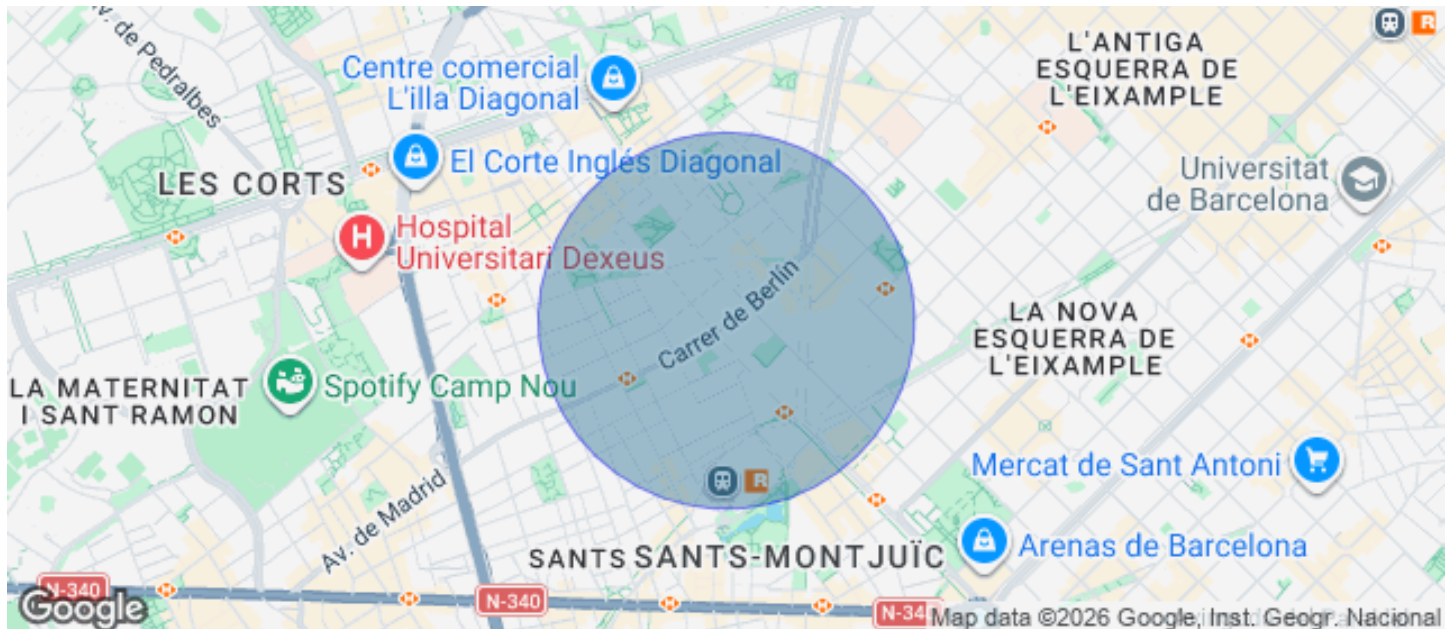 Av. de Pedralbes
Centre comercial
L'illa Diagonal
L'ANTIGA
ESQUERRA DE
L'EIXAMPLE
R
El Corte Inglés Diagonal
LES CORTS
Universitat
de Barcelona
H
Hospital
Universitari Dexeus
Carrer de Berlín
LA NOVA
ESQUERRA DE
L'EIXAMPLE
LA MATERNITAT
I SANT RAMON
Spotify Camp Nou
Mercat de Sant Antoni
R
Av. de Madrid
SANTS
SANTS-MONTJUÏC
Arenas de Barcelona
N-340
N-340
N-34
Google
Map data ©2026 Google, Inst. Geogr. Nacional